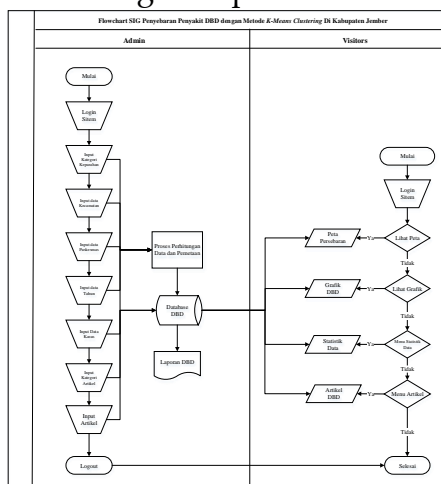 Flowchart SIG Penyebaran Penyakit DBD dengan Metode K-Means Clustering Di Kabupaten Jember
Admin
Visitors
Mulai
Login
Sitem
Input
Kategori
Input data
Kecamatan
Input data
Puskesmas
Input data
Tahun
Input Data
Kasus
Input
Kategori
Artikel
Input
Artikel
Logout
Proses Perhitungan
Data dan Pemetaan
Database
DBD
Laporan DBD
Mulai
Login
Sitem
Peta
Persebaran
Ya
Lihat Peta
Tidak
Grafik
DBD
Ya
Lihat Grafik
Tidak
Statistik
Data
Ya
Menu Statistik
Data
Tidak
Artikel
DBD
Ya
Menu Artikel
Tidak
Selesai